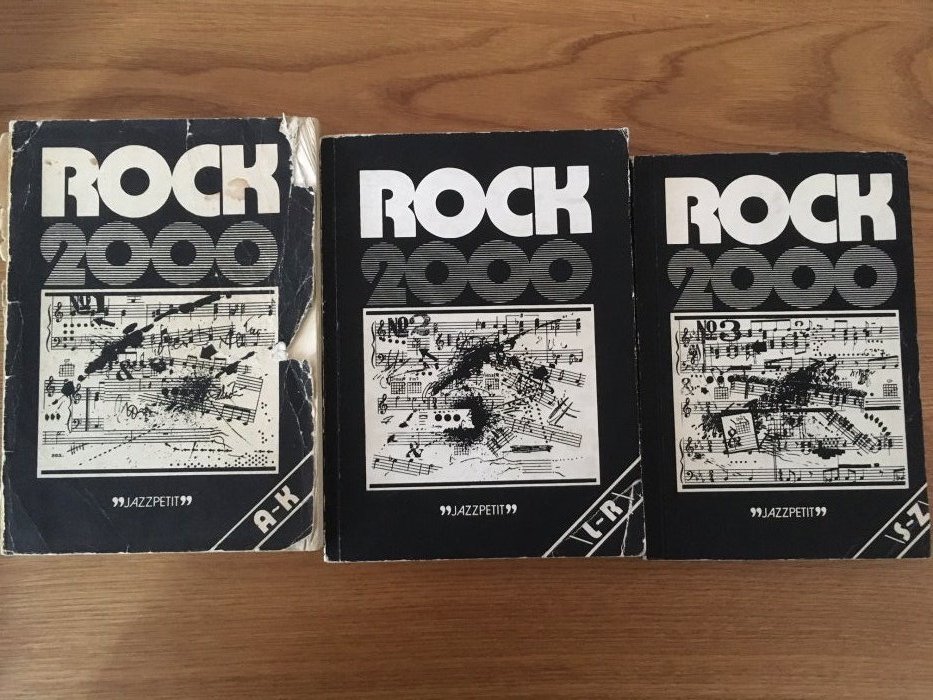 ROCK
2000
No1
"JAZZPETIT"
A-K
ROCK
2000
No2
"JAZZPETIT"
L-R
ROCK
2000
No3
"JAZZPETIT"
S-Z